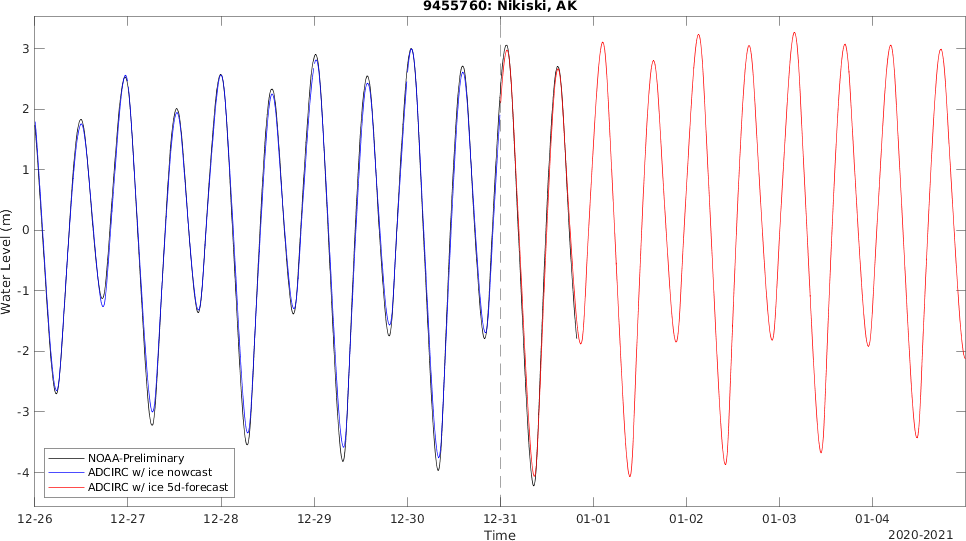 9455760: Nikiski, AK
Water Level (m)
3
2
1
0
-1
-2
-3
-4
NOAA-Preliminary
ADCIRC w/ ice nowcast
ADCIRC w/ ice 5d-forecast
12-26 12-27 12-28 12-29 12-30 12-31 01-01 01-02 01-03 01-04
Time
2020-2021